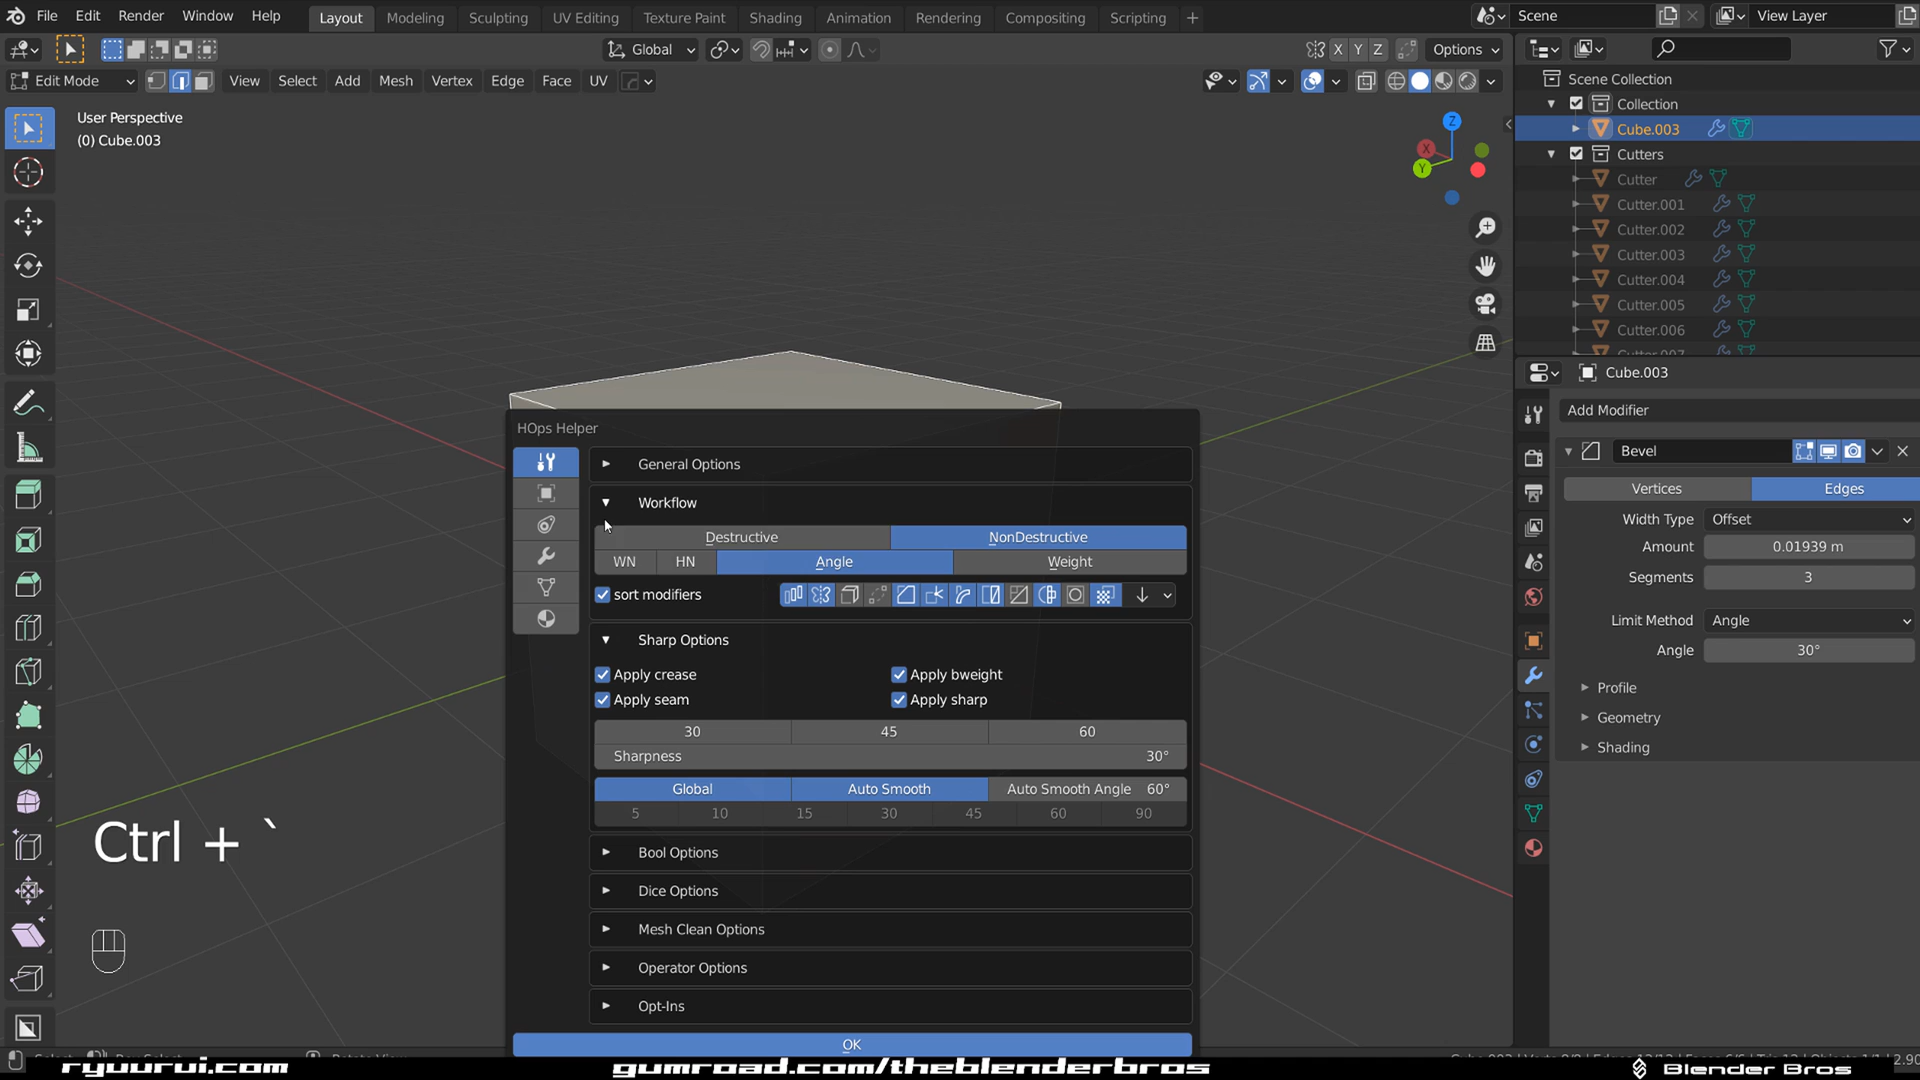 File Edit Render Window Help
Layout Modeling Sculpting UV Editing Texture Paint Shading Animation Rendering Compositing Scripting +
Scene
View Layer
Global
X Y Z
Options
Edit Mode
View Select Add Mesh Vertex Edge Face UV
User Perspective
(0) Cube.003
Z
X
Y
Scene Collection
Collection
Cube.003
Cutters
Cutter
Cutter.001
Cutter.002
Cutter.003
Cutter.004
Cutter.005
Cutter.006
Cutter.007
Cube.003
Add Modifier
Bevel
Vertices Edges
Width Type Offset
Amount 0.01939 m
Segments 3
Limit Method Angle
Angle 30°
Profile
Geometry
Shading
HOps Helper
General Options
Workflow
Destructive NonDestructive
WN HN Angle Weight
sort modifiers
Sharp Options
Apply crease Apply bweight
Apply seam Apply sharp
30 45 60
Sharpness 30°
Global Auto Smooth Auto Smooth Angle 60°
5 10 15 30 45 60 90
Bool Options
Dice Options
Mesh Clean Options
Operator Options
Opt-Ins
OK
Ctrl + `
ryuurui.com
gumroad.com/theblenderbros
Blender Bros
2.90